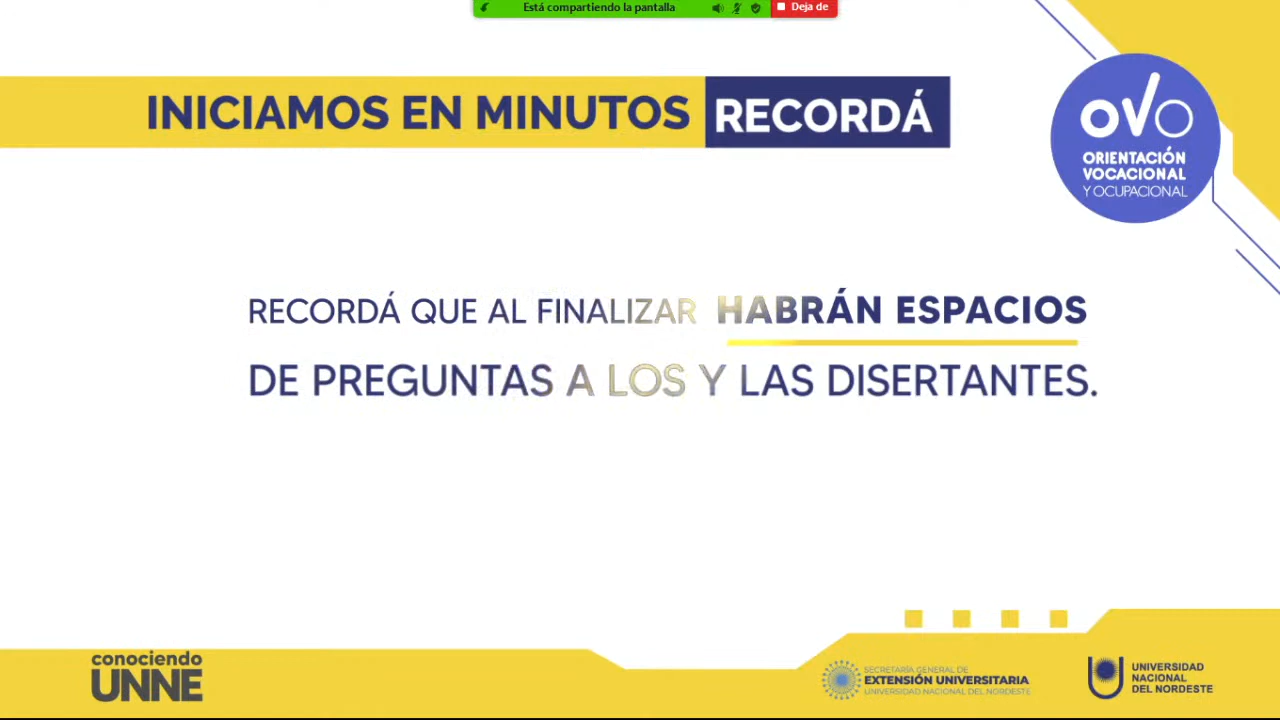 Está compartiendo la pantalla
Deja de
INICIAMOS EN MINUTOS RECORDÁ
OVO
ORIENTACIÓN
VOCACIONAL
Y OCUPACIONAL
RECORDÁ QUE AL FINALIZAR HABRÁN ESPACIOS
DE PREGUNTAS A LOS Y LAS DISERTANTES.
conociendo
UNNE
SECRETARÍA GENERAL DE
EXTENSIÓN UNIVERSITARIA
UNIVERSIDAD NACIONAL DEL NORDESTE
UNIVERSIDAD
NACIONAL
DEL NORDESTE